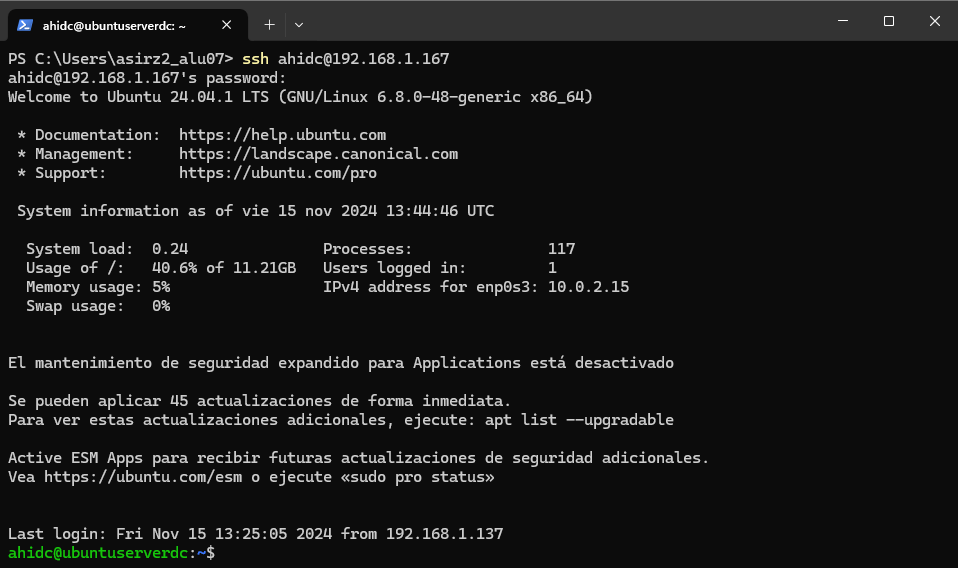 ahidc@ubuntuserverdc: ~
PS C:\Users\asirz2_alu07> ssh ahidc@192.168.1.167
ahidc@192.168.1.167's password:
Welcome to Ubuntu 24.04.1 LTS (GNU/Linux 6.8.0-48-generic x86_64)
* Documentation:  https://help.ubuntu.com
* Management:     https://landscape.canonical.com
* Support:        https://ubuntu.com/pro
System information as of vie 15 nov 2024 13:44:46 UTC
System load:  0.24               Processes:               117
Usage of /:   40.6% of 11.21GB   Users logged in:         1
Memory usage: 5%                 IPv4 address for enp0s3: 10.0.2.15
Swap usage:   0%
El mantenimiento de seguridad expandido para Applications está desactivado
Se pueden aplicar 45 actualizaciones de forma inmediata.
Para ver estas actualizaciones adicionales, ejecute: apt list --upgradable
Active ESM Apps para recibir futuras actualizaciones de seguridad adicionales.
Vea https://ubuntu.com/esm o ejecute «sudo pro status»
Last login: Fri Nov 15 13:25:05 2024 from 192.168.1.137
ahidc@ubuntuserverdc:~$